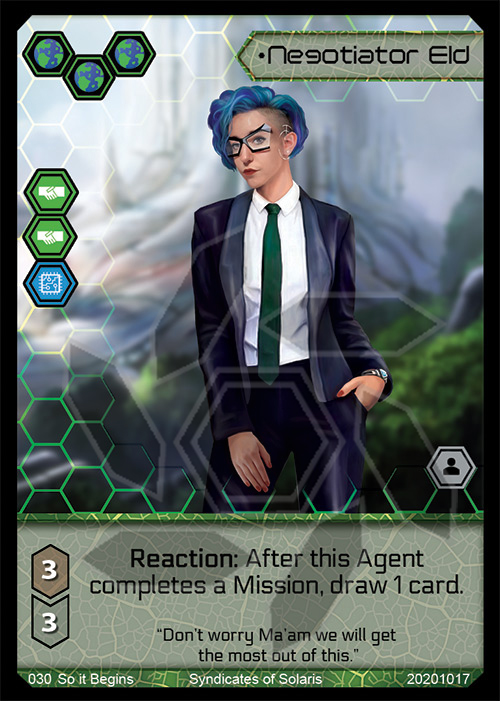 •Negotiator Eld
3
3
Reaction: After this Agent
completes a Mission, draw 1 card.
“Don’t worry Ma’am we will get
the most out of this.”
030 So it Begins Syndicates of Solaris 20201017